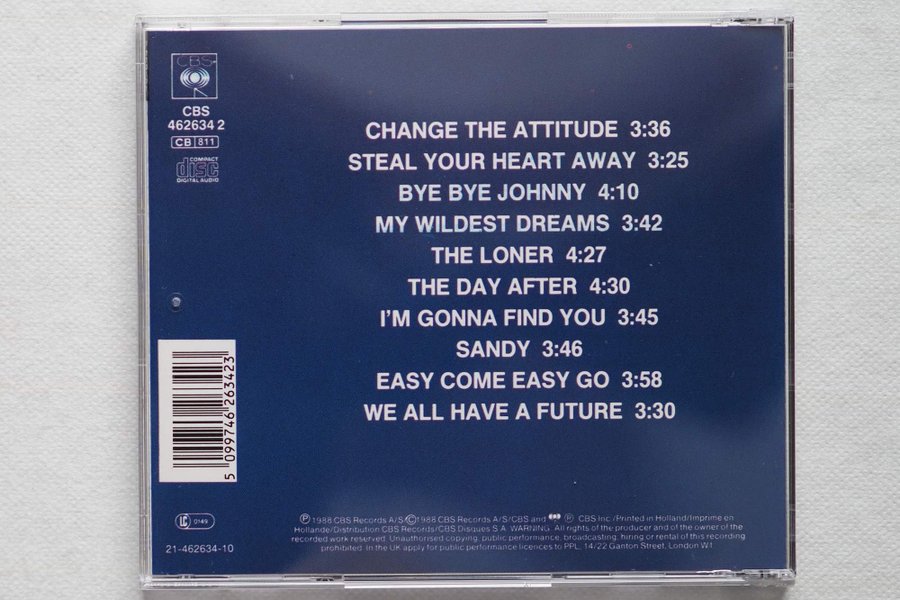 CBS
CBS
462634 2
CB 811
COMPACT
disc
DIGITAL AUDIO
CHANGE THE ATTITUDE 3:36
STEAL YOUR HEART AWAY 3:25
BYE BYE JOHNNY 4:10
MY WILDEST DREAMS 3:42
THE LONER 4:27
THE DAY AFTER 4:30
I'M GONNA FIND YOU 3:45
SANDY 3:46
EASY COME EASY GO 3:58
WE ALL HAVE A FUTURE 3:30
5 099746 263423
LC 0149
21-462634-10
℗ 1988 CBS Records A/S/© 1988 CBS Records A/S/CBS and ® CBS Inc./Printed in Holland/Imprimé en
Hollande/Distribution CBS Records/CBS Disques S.A. WARNING: All rights of the producer and of the owner of the
recorded work reserved. Unauthorised copying, public performance, broadcasting, hiring or rental of this recording
prohibited. In the UK apply for public performance licences to PPL, 14/22 Ganton Street, London W1